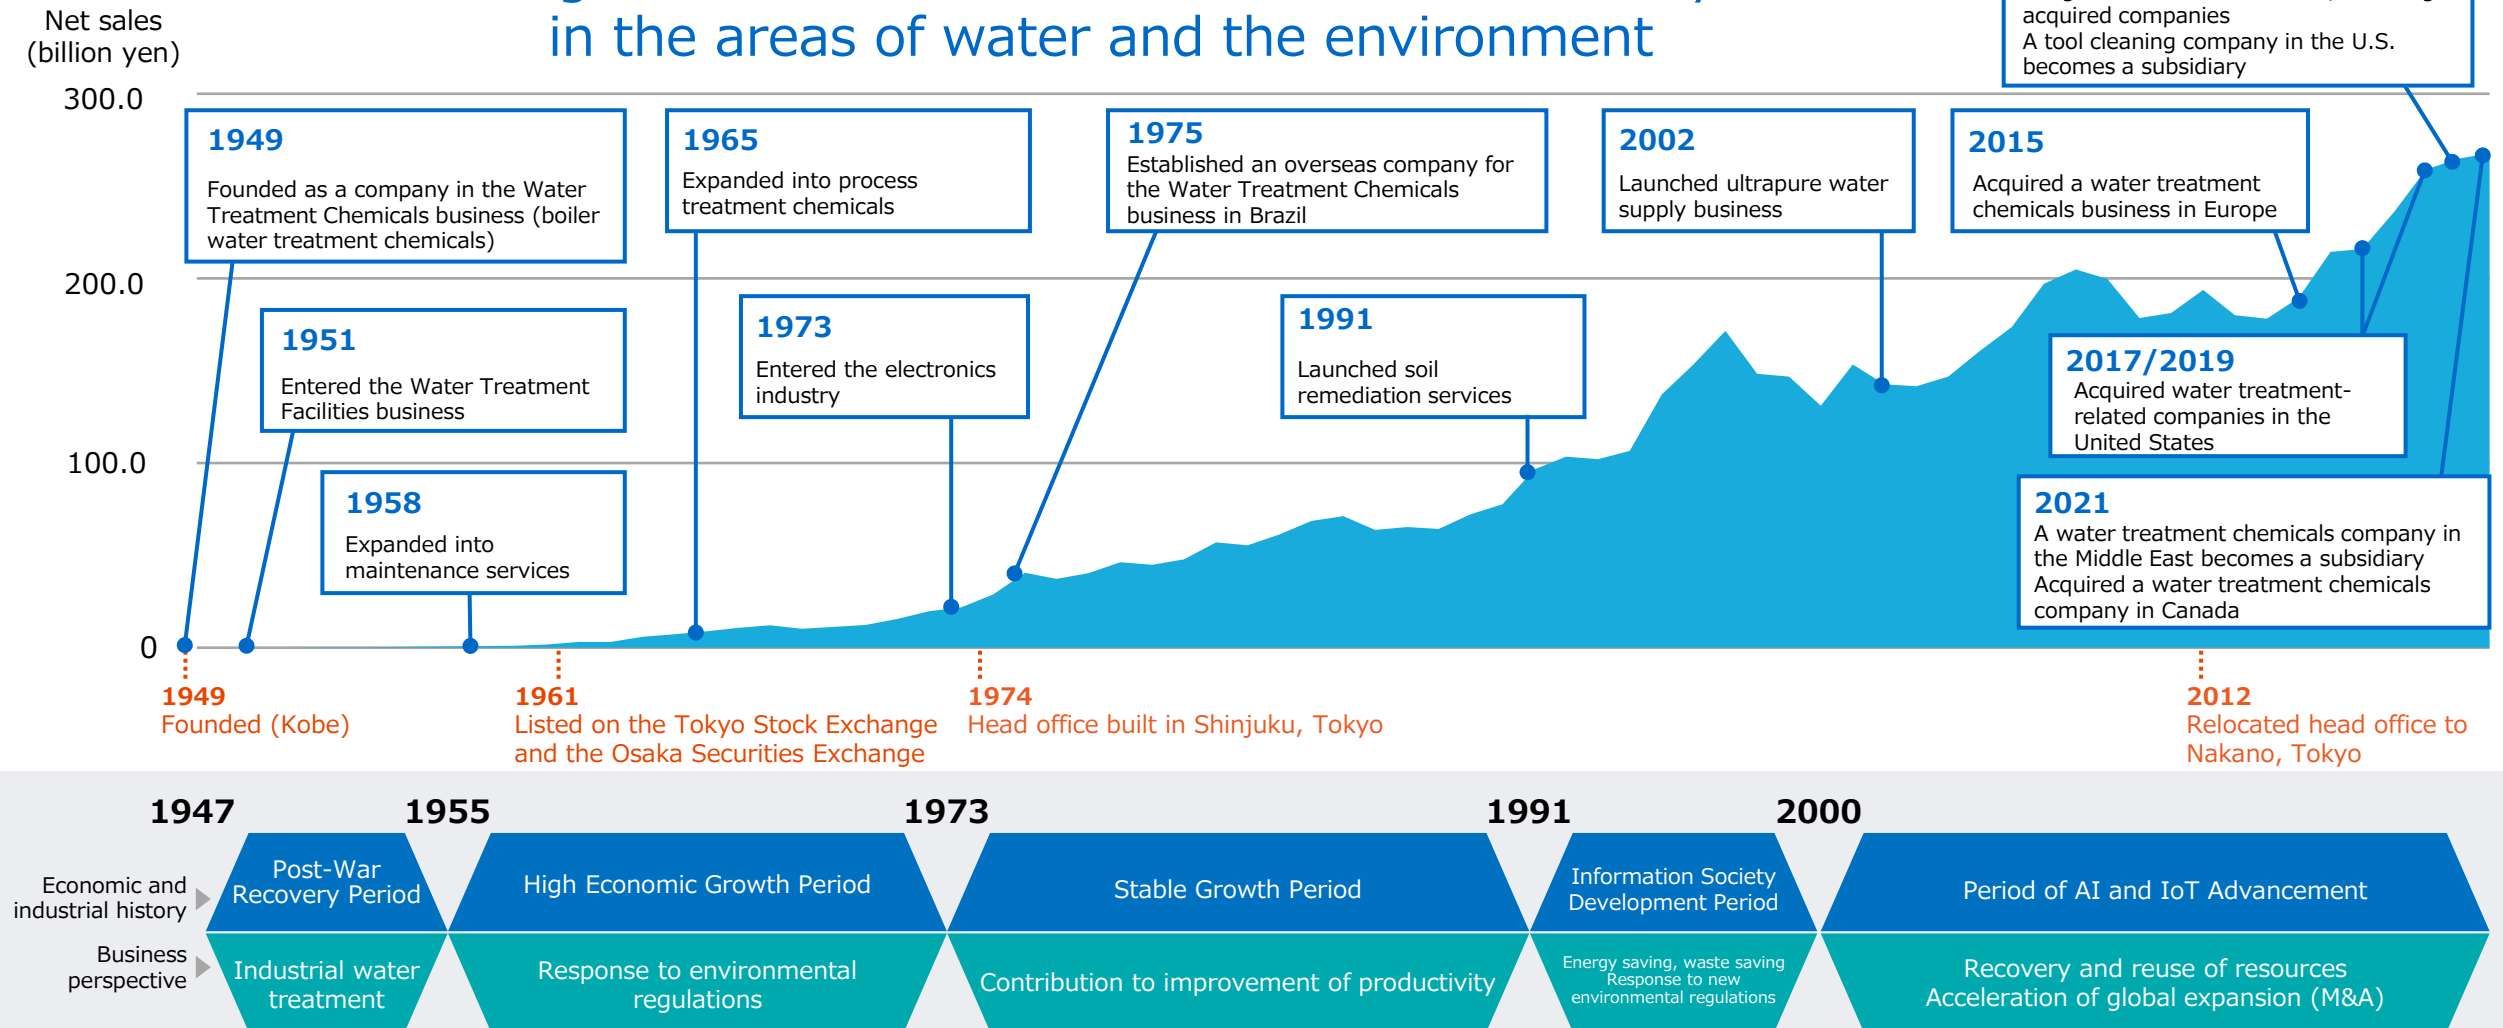 Net sales
(billion yen)
in the areas of water and the environment
acquired companies
A tool cleaning company in the U.S.
becomes a subsidiary
300.0
200.0
100.0
0
1949
Founded as a company in the Water
Treatment Chemicals business (boiler
water treatment chemicals)
1951
Entered the Water Treatment
Facilities business
1958
Expanded into
maintenance services
1965
Expanded into process
treatment chemicals
1973
Entered the electronics
industry
1975
Established an overseas company for
the Water Treatment Chemicals
business in Brazil
1991
Launched soil
remediation services
2002
Launched ultrapure water
supply business
2015
Acquired a water treatment
chemicals business in Europe
2017/2019
Acquired water treatment-
related companies in the
United States
2021
A water treatment chemicals company in
the Middle East becomes a subsidiary
Acquired a water treatment chemicals
company in Canada
1949
Founded (Kobe)
1961
Listed on the Tokyo Stock Exchange
and the Osaka Securities Exchange
1974
Head office built in Shinjuku, Tokyo
2012
Relocated head office to
Nakano, Tokyo
1947
1955
1973
1991
2000
Economic and
industrial history
Post-War
Recovery Period
High Economic Growth Period
Stable Growth Period
Information Society
Development Period
Period of AI and IoT Advancement
Business
perspective
Industrial water
treatment
Response to environmental
regulations
Contribution to improvement of productivity
Energy saving, waste saving
Response to new
environmental regulations
Recovery and reuse of resources
Acceleration of global expansion (M&A)